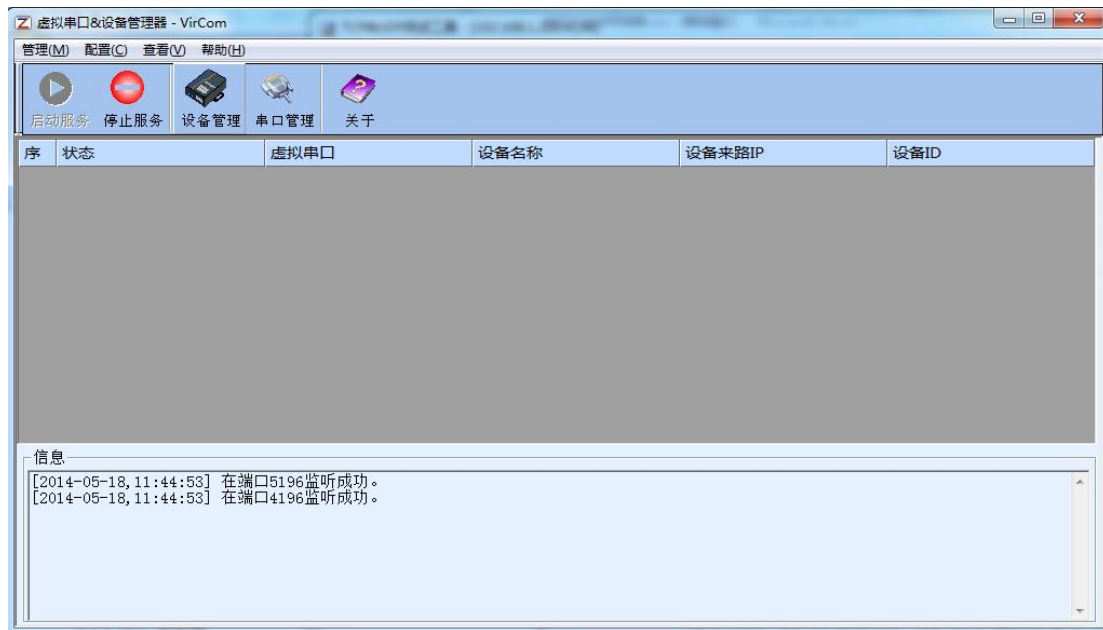 虚拟串口&设备管理器 - VirCom
管理(M) 配置(C) 查看(V) 帮助(H)
启动服务 停止服务 设备管理 串口管理 关于
序 状态 虚拟串口 设备名称 设备来路IP 设备ID
信息
[2014-05-18,11:44:53] 在端口5196监听成功。
[2014-05-18,11:44:53] 在端口4196监听成功。